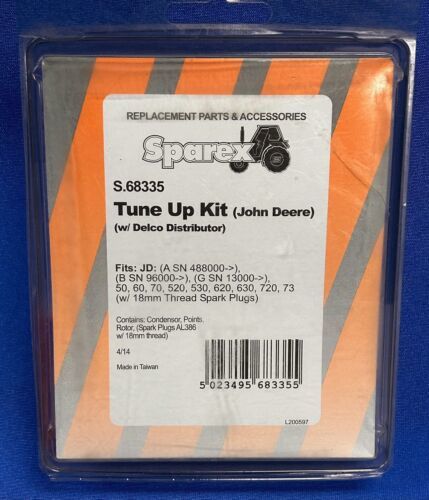 REPLACEMENT PARTS & ACCESSORIES
Sparex
S.68335
Tune Up Kit (John Deere)
(w/ Delco Distributor)
Fits: JD: (A SN 488000->),
(B SN 96000->), (G SN 13000->),
50, 60, 70, 520, 530, 620, 630, 720, 73
(w/ 18mm Thread Spark Plugs)
Contains: Condensor, Points,
Rotor, (Spark Plugs AL386
w/ 18mm thread)
4/14
Made in Taiwan
5 023495 683355
L200597